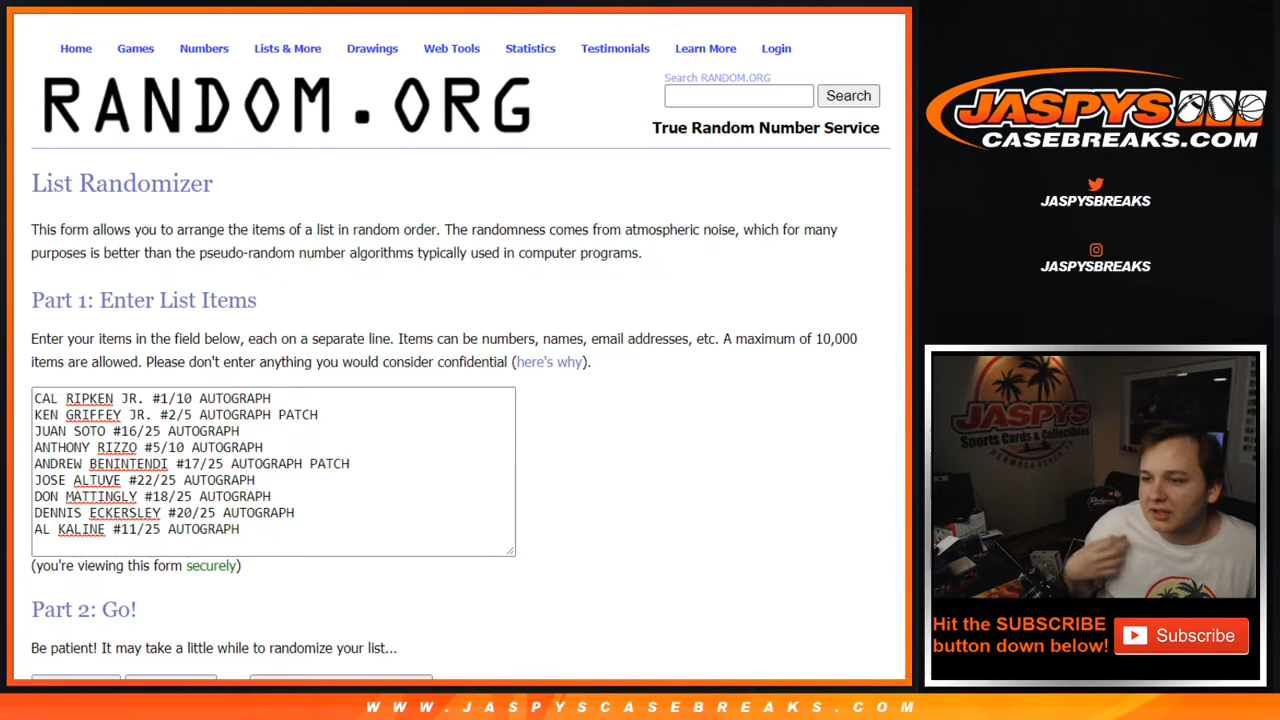 Home Games Numbers Lists & More Drawings Web Tools Statistics Testimonials Learn More Login
RANDOM.ORG
Search RANDOM.ORG
Search
True Random Number Service
List Randomizer
This form allows you to arrange the items of a list in random order. The randomness comes from atmospheric noise, which for many
purposes is better than the pseudo-random number algorithms typically used in computer programs.
Part 1: Enter List Items
Enter your items in the field below, each on a separate line. Items can be numbers, names, email addresses, etc. A maximum of 10,000
items are allowed. Please don't enter anything you would consider confidential (here's why).
CAL RIPKEN JR. #1/10 AUTOGRAPH
KEN GRIFFEY JR. #2/5 AUTOGRAPH PATCH
JUAN SOTO #16/25 AUTOGRAPH
ANTHONY RIZZO #5/10 AUTOGRAPH
ANDREW BENINTENDI #17/25 AUTOGRAPH PATCH
JOSE ALTUVE #22/25 AUTOGRAPH
DON MATTINGLY #18/25 AUTOGRAPH
DENNIS ECKERSLEY #20/25 AUTOGRAPH
AL KALINE #11/25 AUTOGRAPH
(you're viewing this form securely)
Part 2: Go!
Be patient! It may take a little while to randomize your list...
JASPYS
CASEBREAKS.COM
JASPYSBREAKS
JASPYSBREAKS
JASPYS
Sports Cards & Collectibles
HERMOSA BEACH
Hit the SUBSCRIBE
button down below!
Subscribe
WWW.JASPYSCASEBREAKS.COM